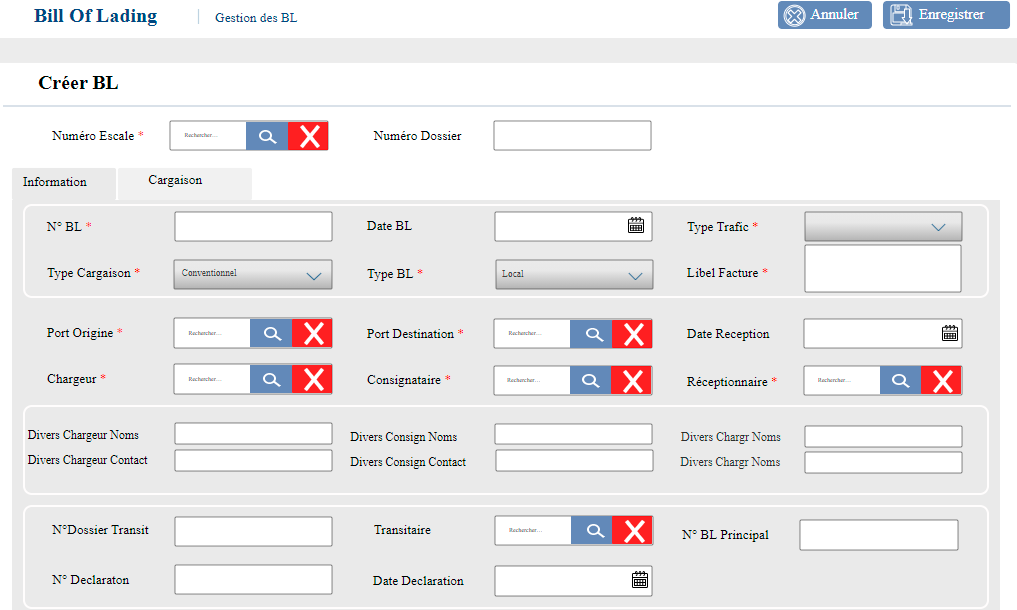 Bill Of Lading Gestion des BL Annuler Enregistrer
Créer BL
Numéro Escale * Rechercher... Numéro Dossier
Information Cargaison
N° BL * Date BL Type Trafic *
Type Cargaison * Conventionnel Type BL * Local Libel Facture *
Port Origine * Rechercher... Port Destination * Rechercher... Date Reception
Chargeur * Rechercher... Consignataire * Rechercher... Réceptionnaire * Rechercher...
Divers Chargeur Noms Divers Consign Noms Divers Chargr Noms
Divers Chargeur Contact Divers Consign Contact Divers Chargr Noms
N°Dossier Transit Transitaire Rechercher... N° BL Principal
N° Declaraton Date Declaration